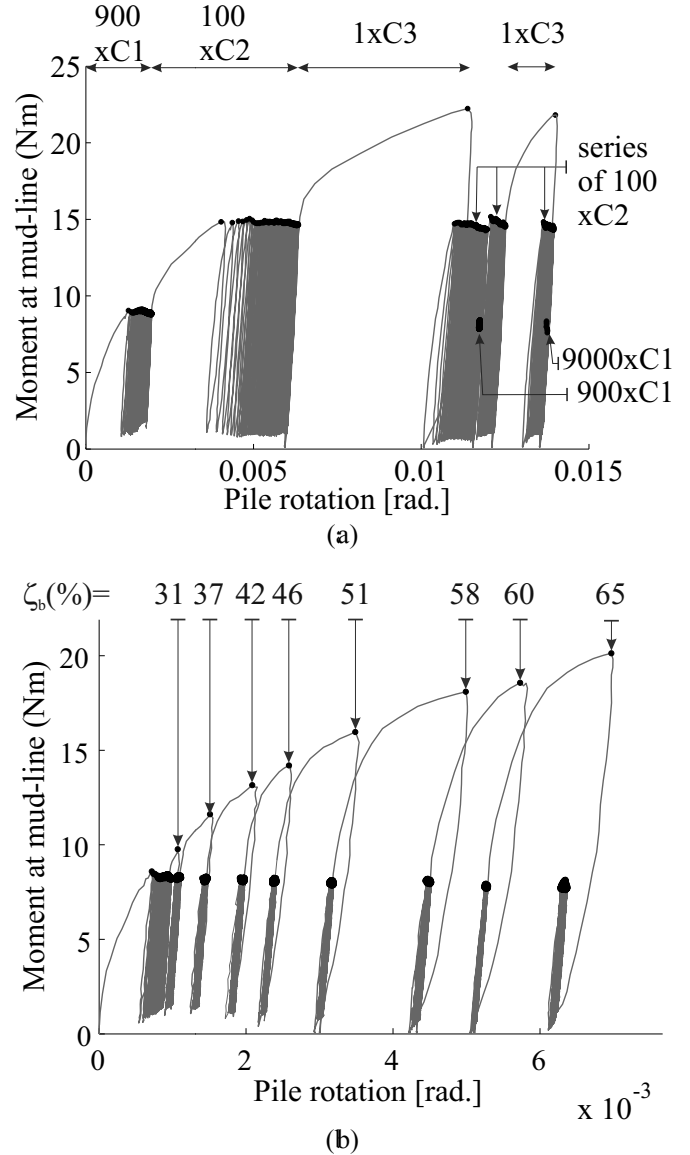 900
xC1
100
xC2
1xC3
1xC3
25
20
15
10
5
0
Moment at mud-line (Nm)
series
of 100
xC2
9000xC1
900xC1
0
0.005
0.01
0.015
Pile rotation [rad.]
(a)
ζb(%)=
31
37
42
46
51
58
60
65
20
15
10
5
0
Moment at mud-line (Nm)
0
2
4
6
Pile rotation [rad.]
x 10⁻³
(b)